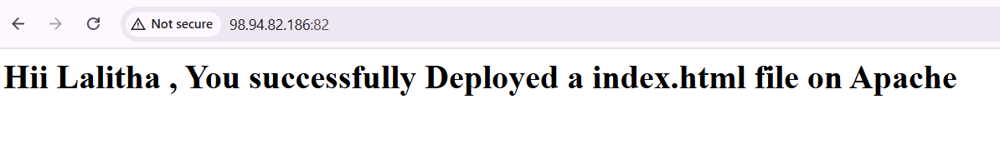 Not secure 98.94.82.186:82
Hii Lalitha , You successfully Deployed a index.html file on Apache